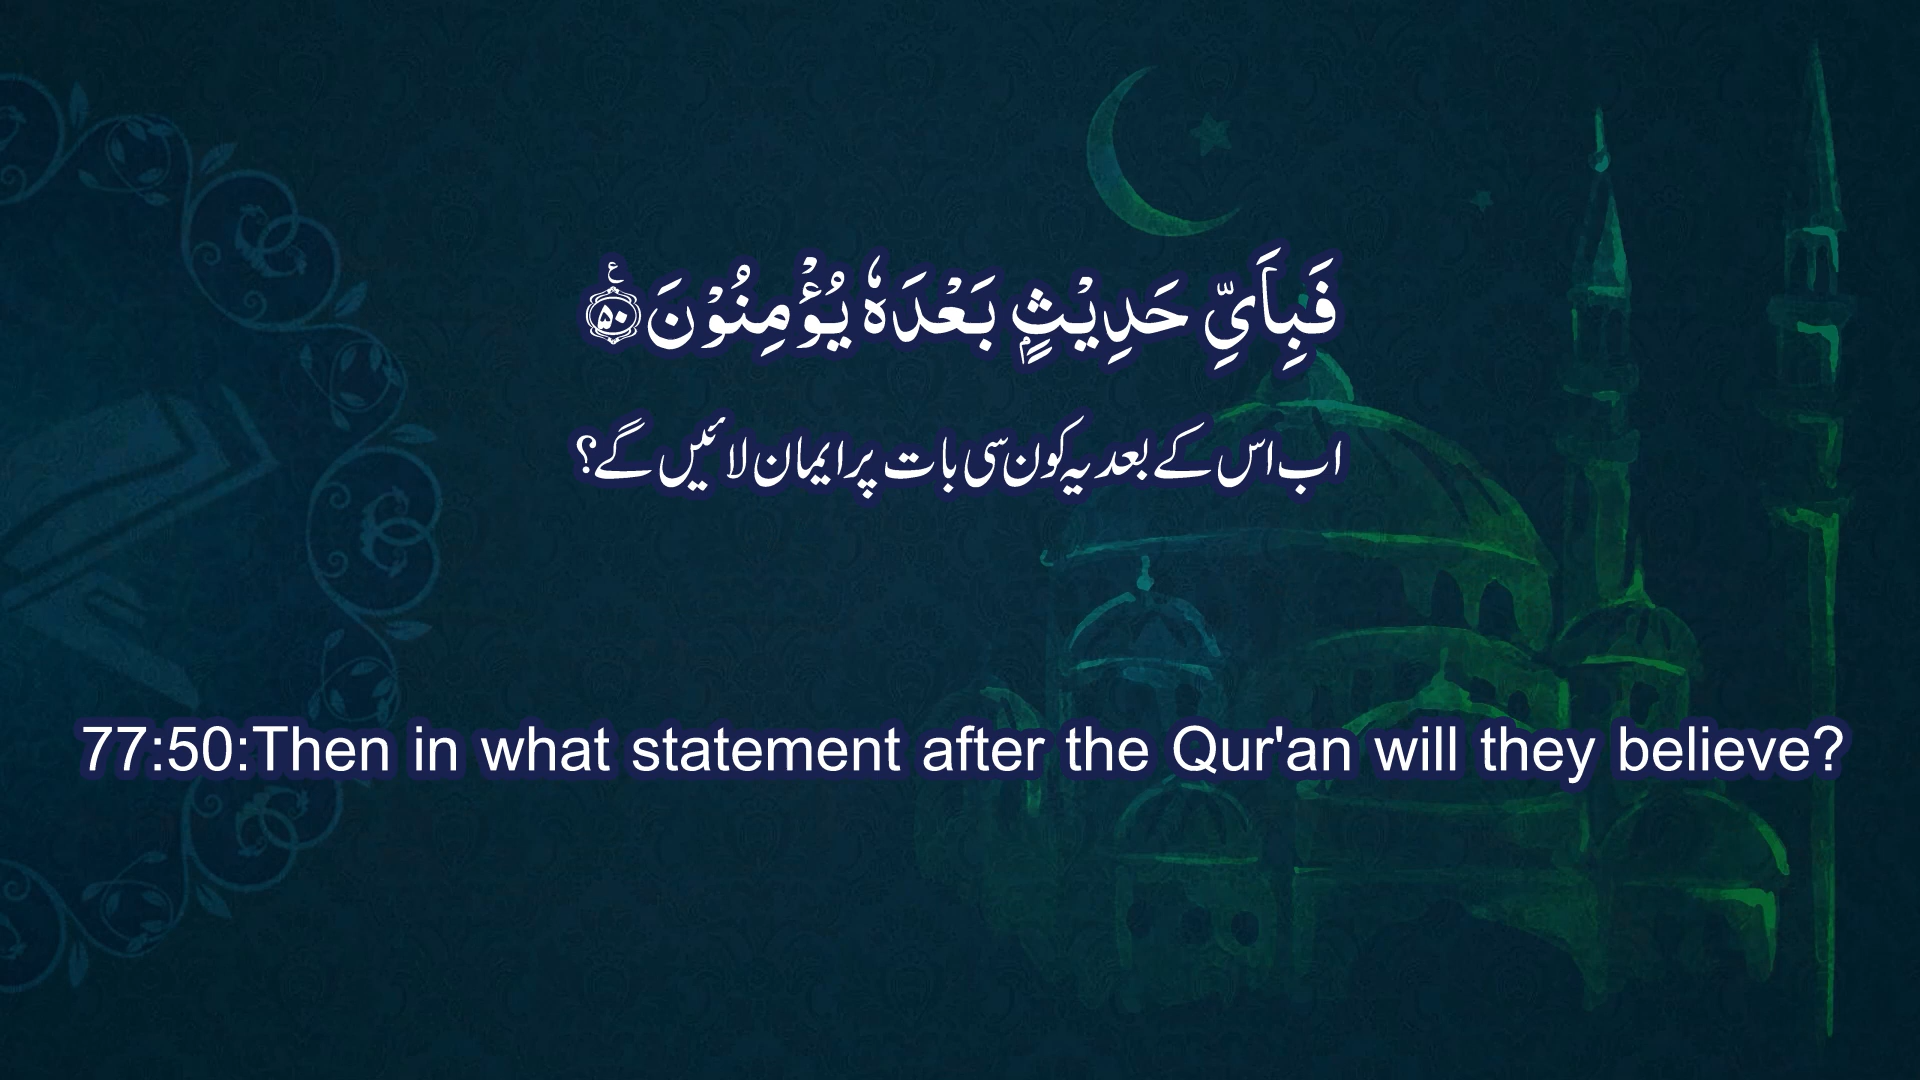 فَبِاَىِّ حَدِيْثٍۭ بَعْدَهٗ يُؤْمِنُوْنَ ۵۰ ع
اب اس کے بعد یہ کون سی بات پر ایمان لائیں گے؟
77:50:Then in what statement after the Qur'an will they believe?